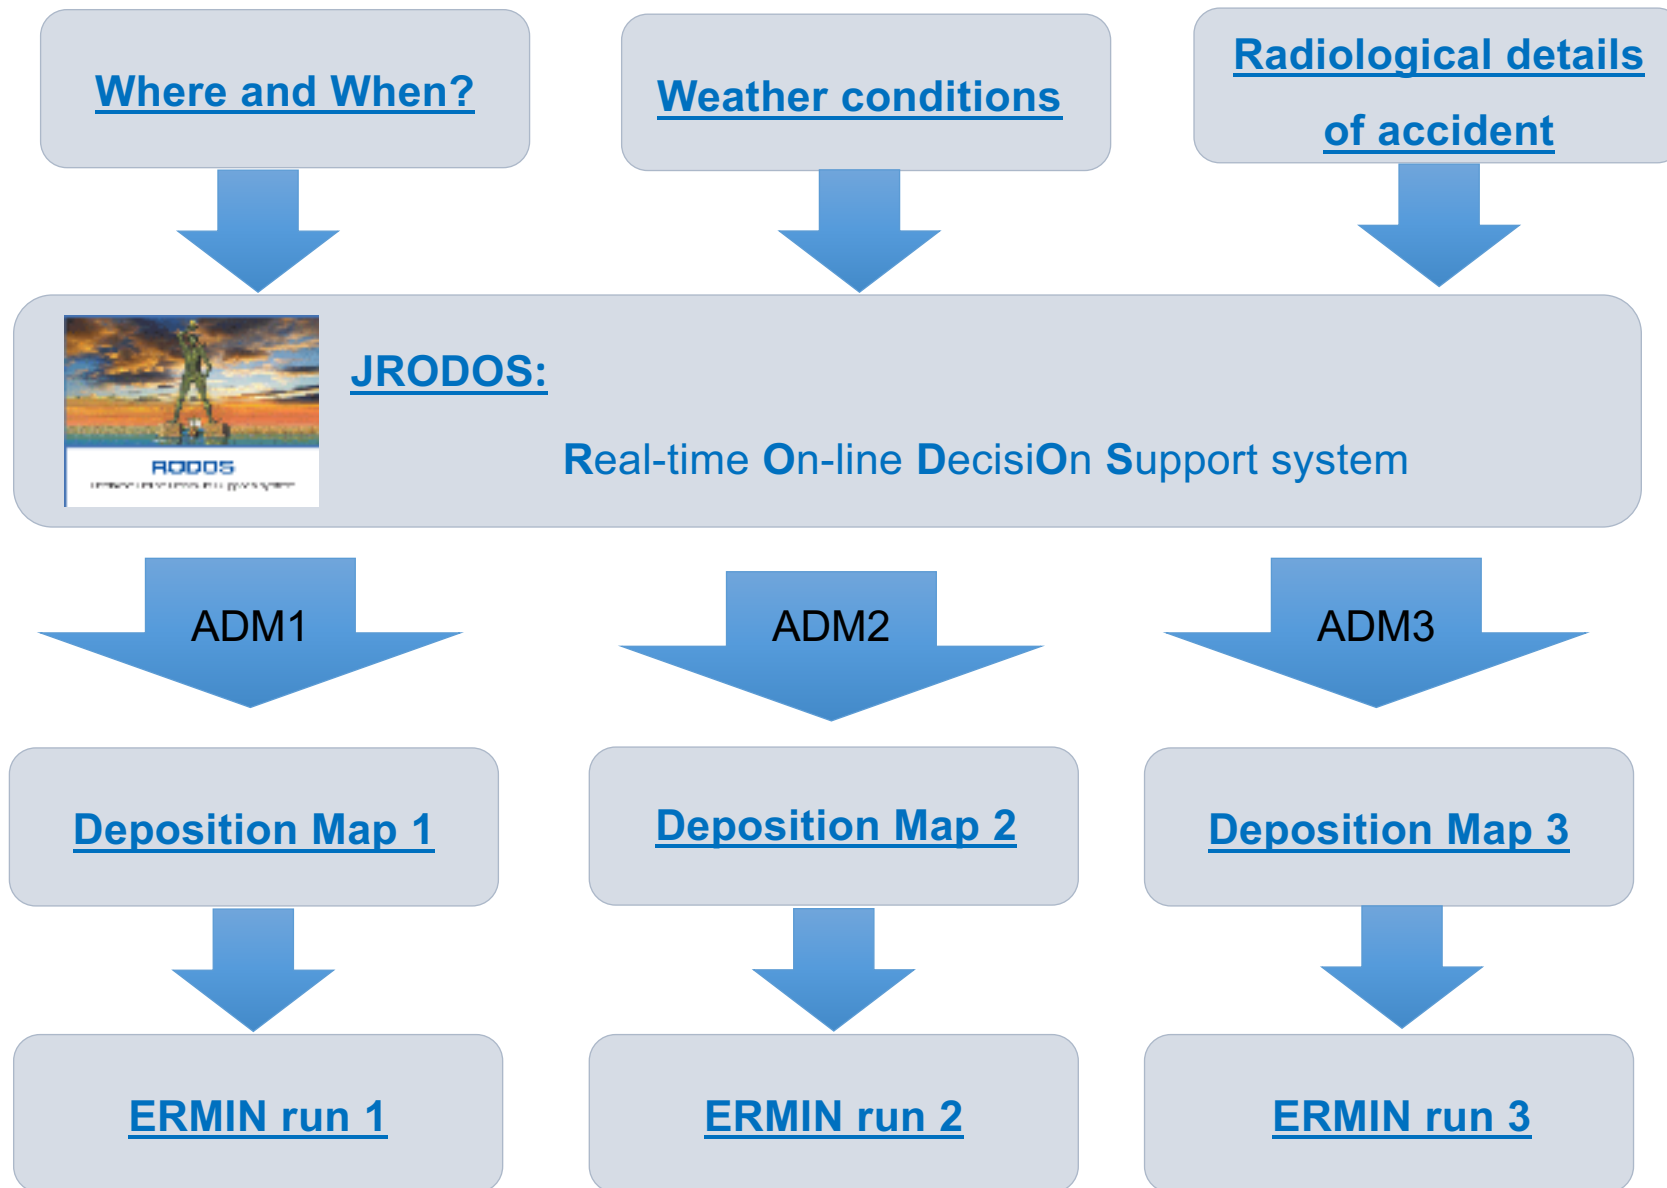 Where and When?
Weather conditions
Radiological details
of accident
JRODOS:
Real-time On-line DecisiOn Support system
RODOS
ADM1
ADM2
ADM3
Deposition Map 1
Deposition Map 2
Deposition Map 3
ERMIN run 1
ERMIN run 2
ERMIN run 3